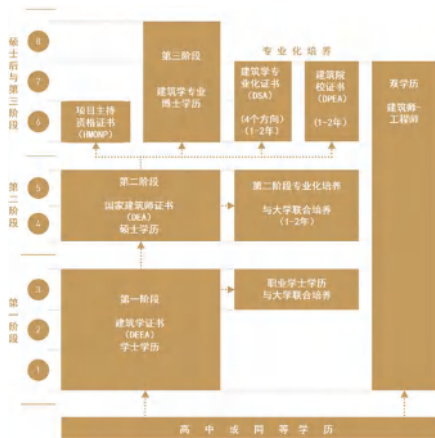 硕士后与第三阶段
8
7
6
专业化培养
第三阶段
建筑学专业
博士学历
项目主持
资格证书
(HMONP)
建筑学专
业化证书
(DSA)
(4个方向)
(1-2年)
建筑院
校证书
(DPEA)
(1-2年)
双学历
建筑师-
工程师
第二阶段
5
4
第二阶段
国家建筑师证书
(DEA)
硕士学历
第二阶段专业化培养
与大学联合培养
(1-2年)
第一阶段
3
2
1
第一阶段
建筑学证书
(DEEA)
学士学历
职业学士学历
与大学联合培养
高中或同等学历